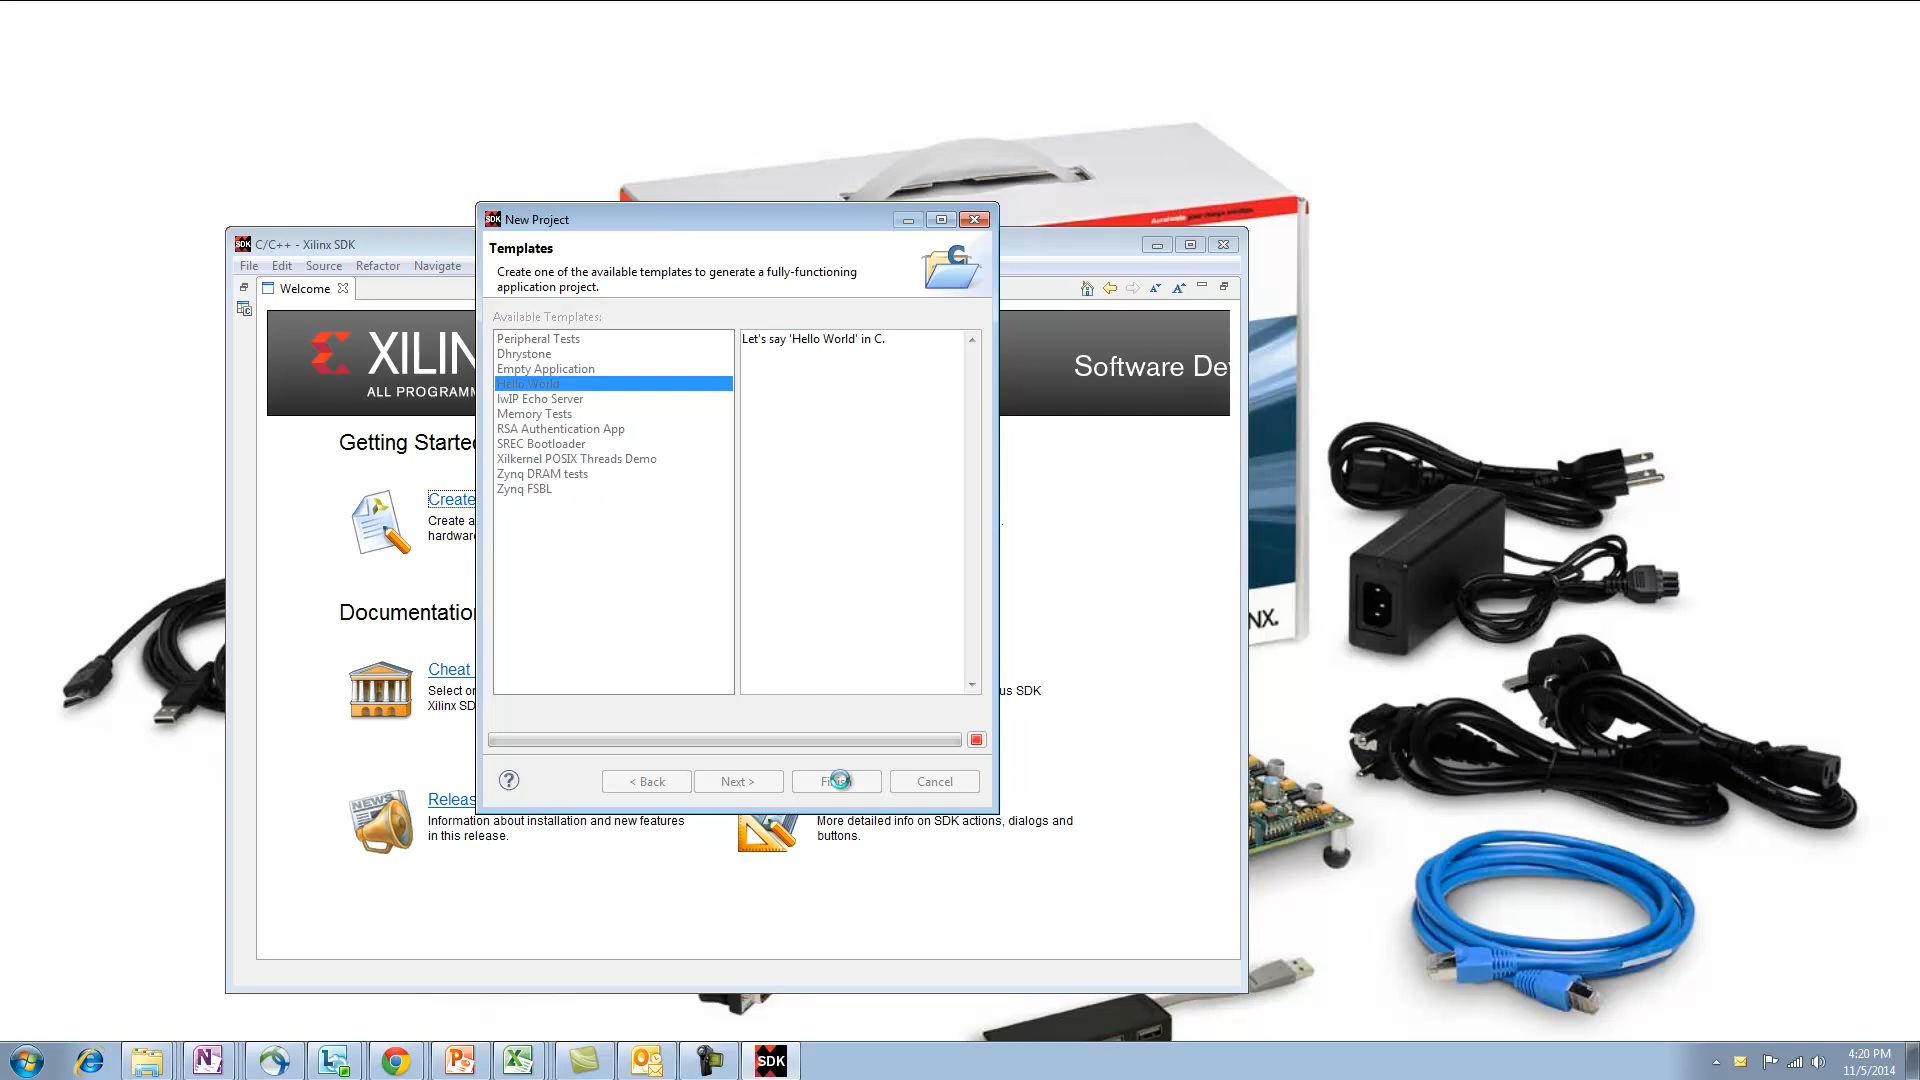 New Project
Templates
Create one of the available templates to generate a fully-functioning
application project.
Available Templates:
Peripheral Tests
Dhrystone
Empty Application
Hello World
lwIP Echo Server
Memory Tests
RSA Authentication App
SREC Bootloader
Xilkernel POSIX Threads Demo
Zynq DRAM tests
Zynq FSBL
Let's say 'Hello World' in C.
< Back
Next >
Cancel
SDK
C/C++ - Xilinx SDK
File Edit Source Refactor Navigate
Welcome
XILIN
ALL PROGRAMM
Software De
Getting Starte
Create
Create a
hardware
Documentatio
Cheat
Select or
Xilinx SD
us SDK
Releas
Information about installation and new features
in this release.
More detailed info on SDK actions, dialogs and
buttons.
NEWS
NX.
SDK
4:20 PM
11/5/2014